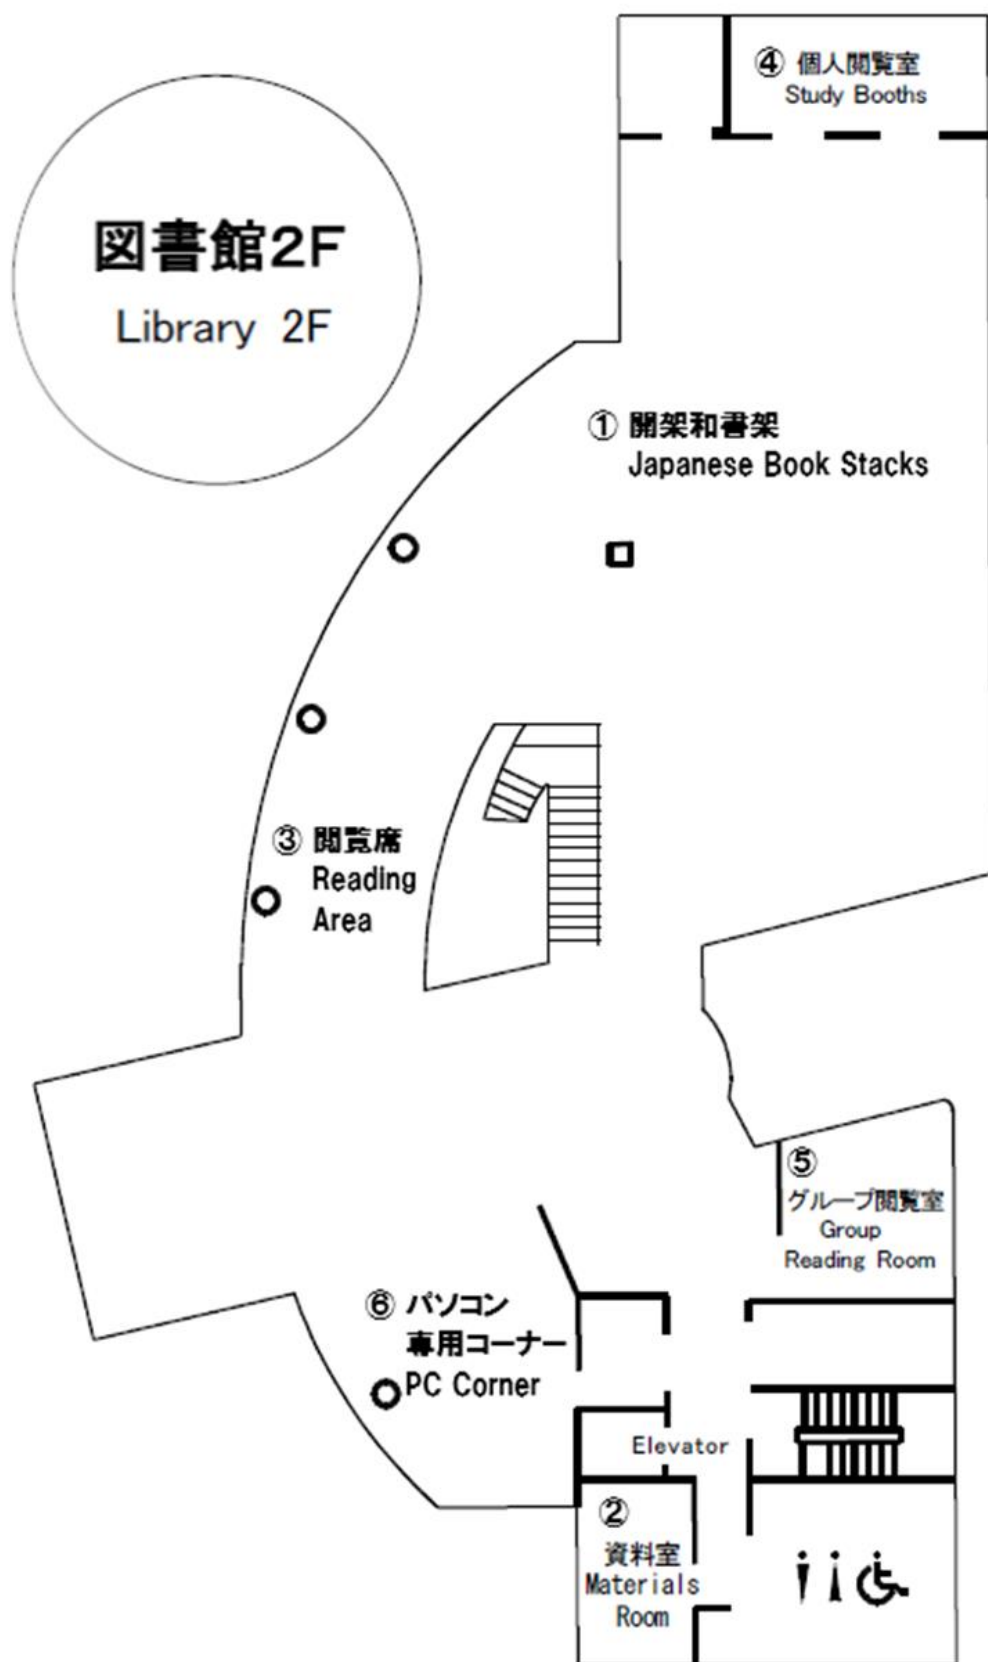 ④ 個人閲覧室
Study Booths
図書館2F
Library 2F
① 開架和書架
Japanese Book Stacks
③ 閲覧席
Reading
Area
⑤
グループ閲覧室
Group
Reading Room
⑥ パソコン
専用コーナー
PC Corner
Elevator
②
資料室
Materials
Room